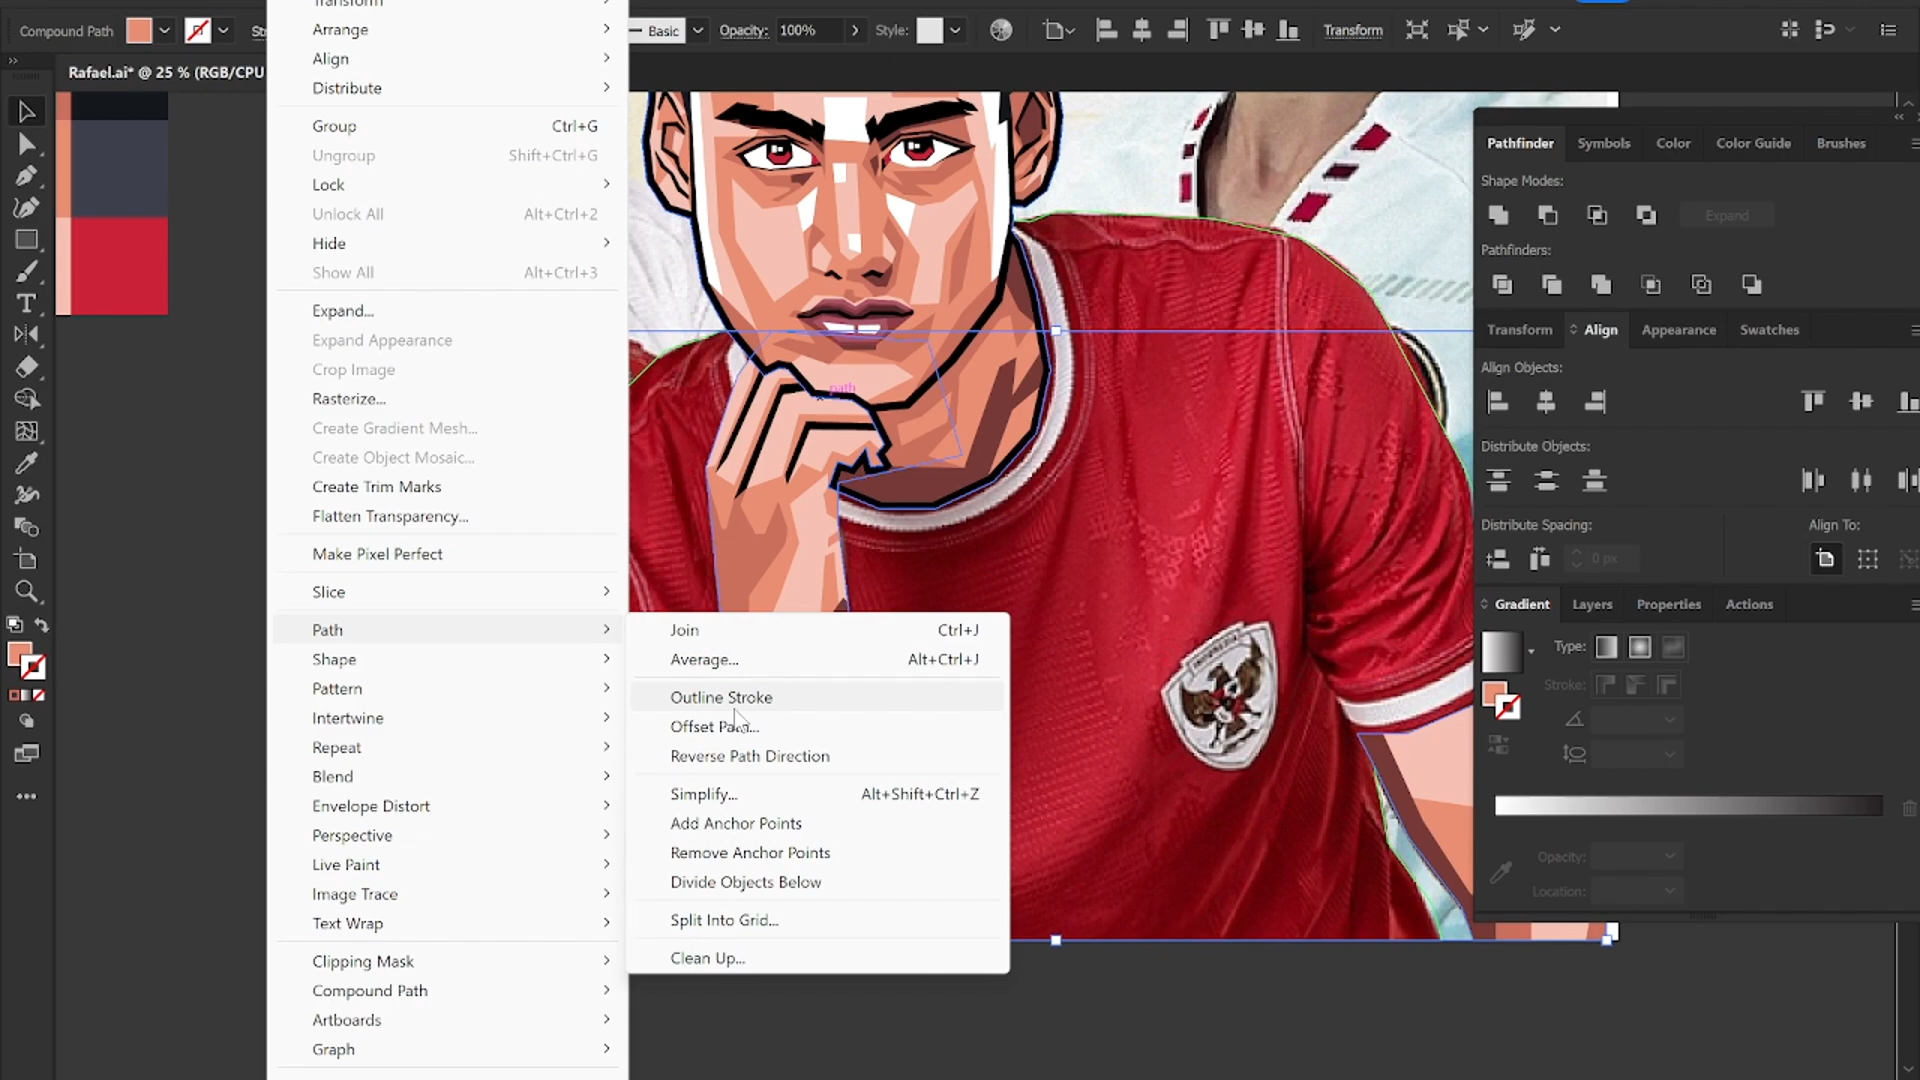 Compound Path
Basic
Opacity:
100%
Style:
Transform
Rafael.ai* @ 25 % (RGB/CPU
Transform
Arrange
Align
Distribute
Group Ctrl+G
Ungroup Shift+Ctrl+G
Lock
Unlock All Alt+Ctrl+2
Hide
Show All Alt+Ctrl+3
Expand...
Expand Appearance
Crop Image
Rasterize...
Create Gradient Mesh...
Create Object Mosaic...
Create Trim Marks
Flatten Transparency...
Make Pixel Perfect
Slice
Path
Shape
Pattern
Intertwine
Repeat
Blend
Envelope Distort
Perspective
Live Paint
Image Trace
Text Wrap
Clipping Mask
Compound Path
Artboards
Graph
Join Ctrl+J
Average... Alt+Ctrl+J
Outline Stroke
Offset Path...
Reverse Path Direction
Simplify... Alt+Shift+Ctrl+Z
Add Anchor Points
Remove Anchor Points
Divide Objects Below
Split Into Grid...
Clean Up...
path
Pathfinder Symbols Color Color Guide Brushes
Shape Modes:
Expand
Pathfinders:
Transform Align Appearance Swatches
Align Objects:
Distribute Objects:
Distribute Spacing: Align To:
0 px
Gradient Layers Properties Actions
Type:
Stroke:
Opacity:
Location: